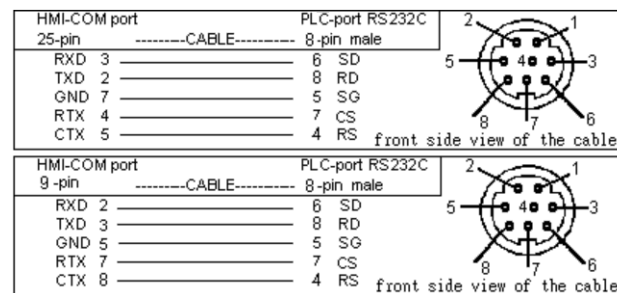 HMI-COM port PLC-port RS232C
25-pin --------CABLE--------- 8-pin male
RXD 3 6 SD
TXD 2 8 RD
GND 7 5 SG
RTX 4 7 CS
CTX 5 4 RS
2 1
5 4 3
8 7 6
front side view of the cable
HMI-COM port PLC-port RS232C
9-pin --------CABLE--------- 8-pin male
RXD 2 6 SD
TXD 3 8 RD
GND 5 5 SG
RTX 7 7 CS
CTX 8 4 RS
2 1
5 4 3
8 7 6
front side view of the cable